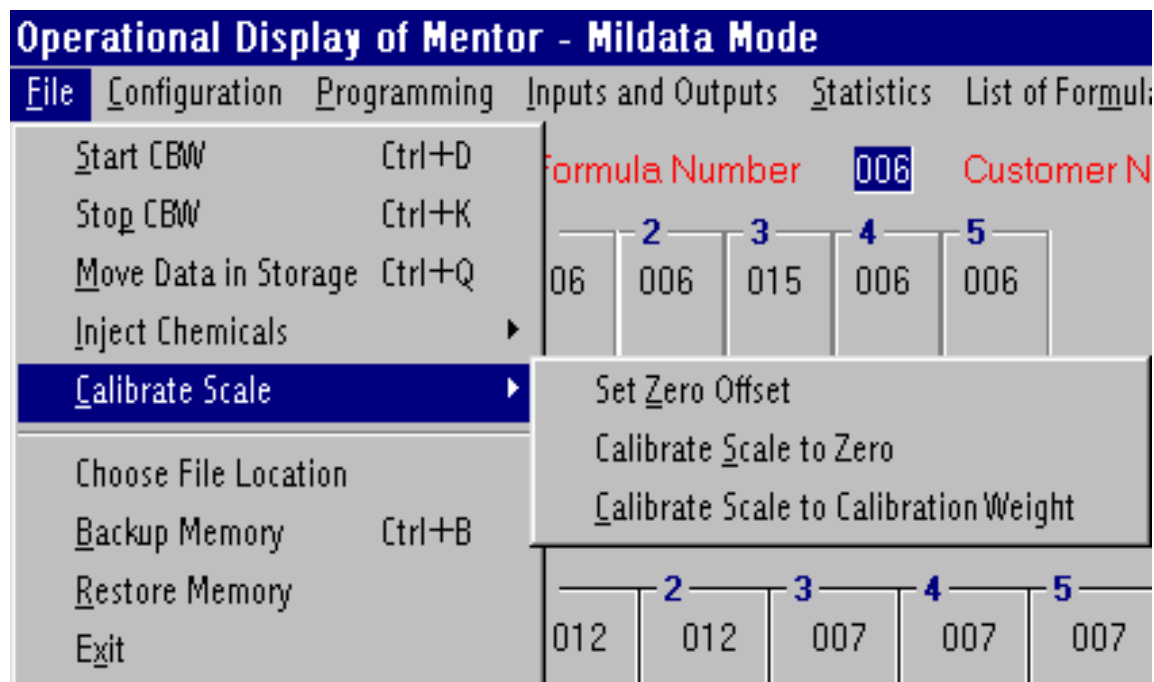 Operational Display of Mentor - Mildata Mode
File Configuration Programming Inputs and Outputs Statistics List of
Start CBW Ctrl+D
Formula Number 006 Customer
Stop CBW Ctrl+K
2 3 4 5
Move Data in Storage Ctrl+Q
06 006 015 006 006
Inject Chemicals
Calibrate Scale
Set Zero Offset
Calibrate Scale to Zero
Calibrate Scale to Calibration Weight
Choose File Location
Backup Memory Ctrl+B
Restore Memory
Exit
2 3 4 5
012 012 007 007 007